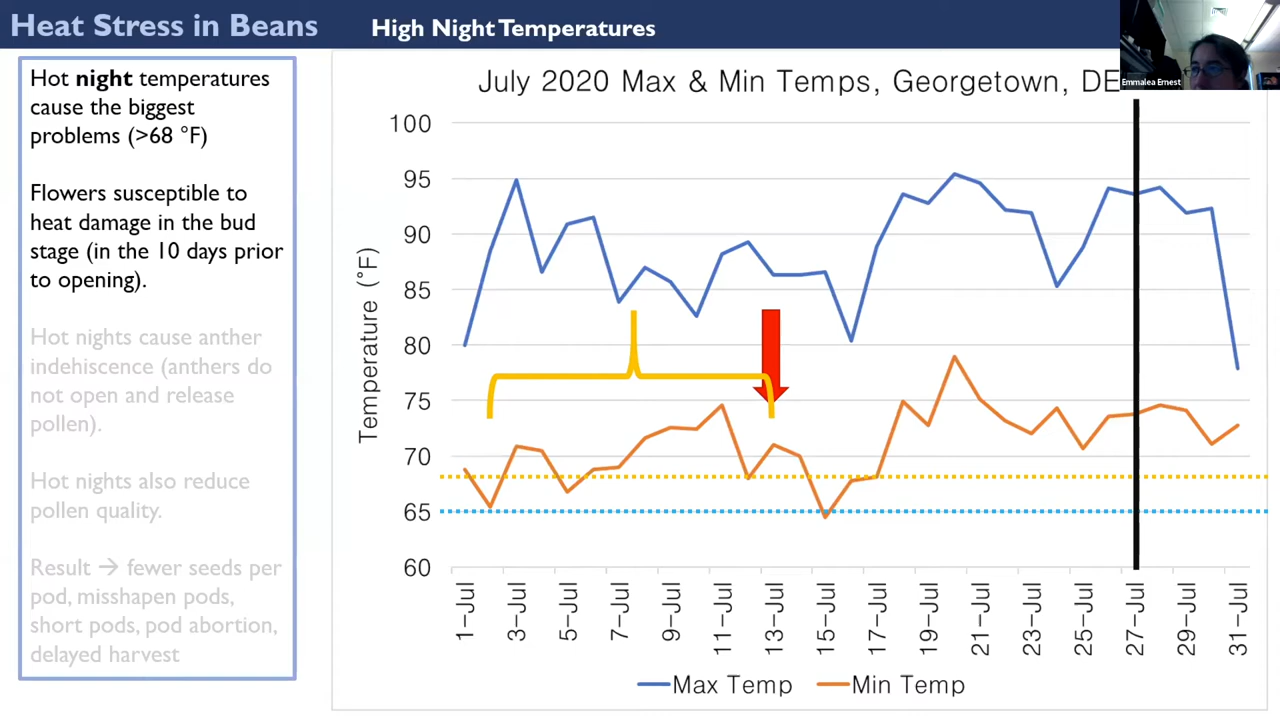 Heat Stress in Beans
High Night Temperatures
Emmalea Ernest
Hot night temperatures
cause the biggest
problems (>68 °F)
Flowers susceptible to
heat damage in the bud
stage (in the 10 days prior
to opening).
Hot nights cause anther
indehiscence (anthers do
not open and release
pollen).
Hot nights also reduce
pollen quality.
Result → fewer seeds per
pod, misshapen pods,
short pods, pod abortion,
delayed harvest
July 2020 Max & Min Temps, Georgetown, DE
Temperature (°F)
100
95
90
85
80
75
70
65
60
1-Jul
3-Jul
5-Jul
7-Jul
9-Jul
11-Jul
13-Jul
15-Jul
17-Jul
19-Jul
21-Jul
23-Jul
25-Jul
27-Jul
29-Jul
31-Jul
Max Temp
Min Temp